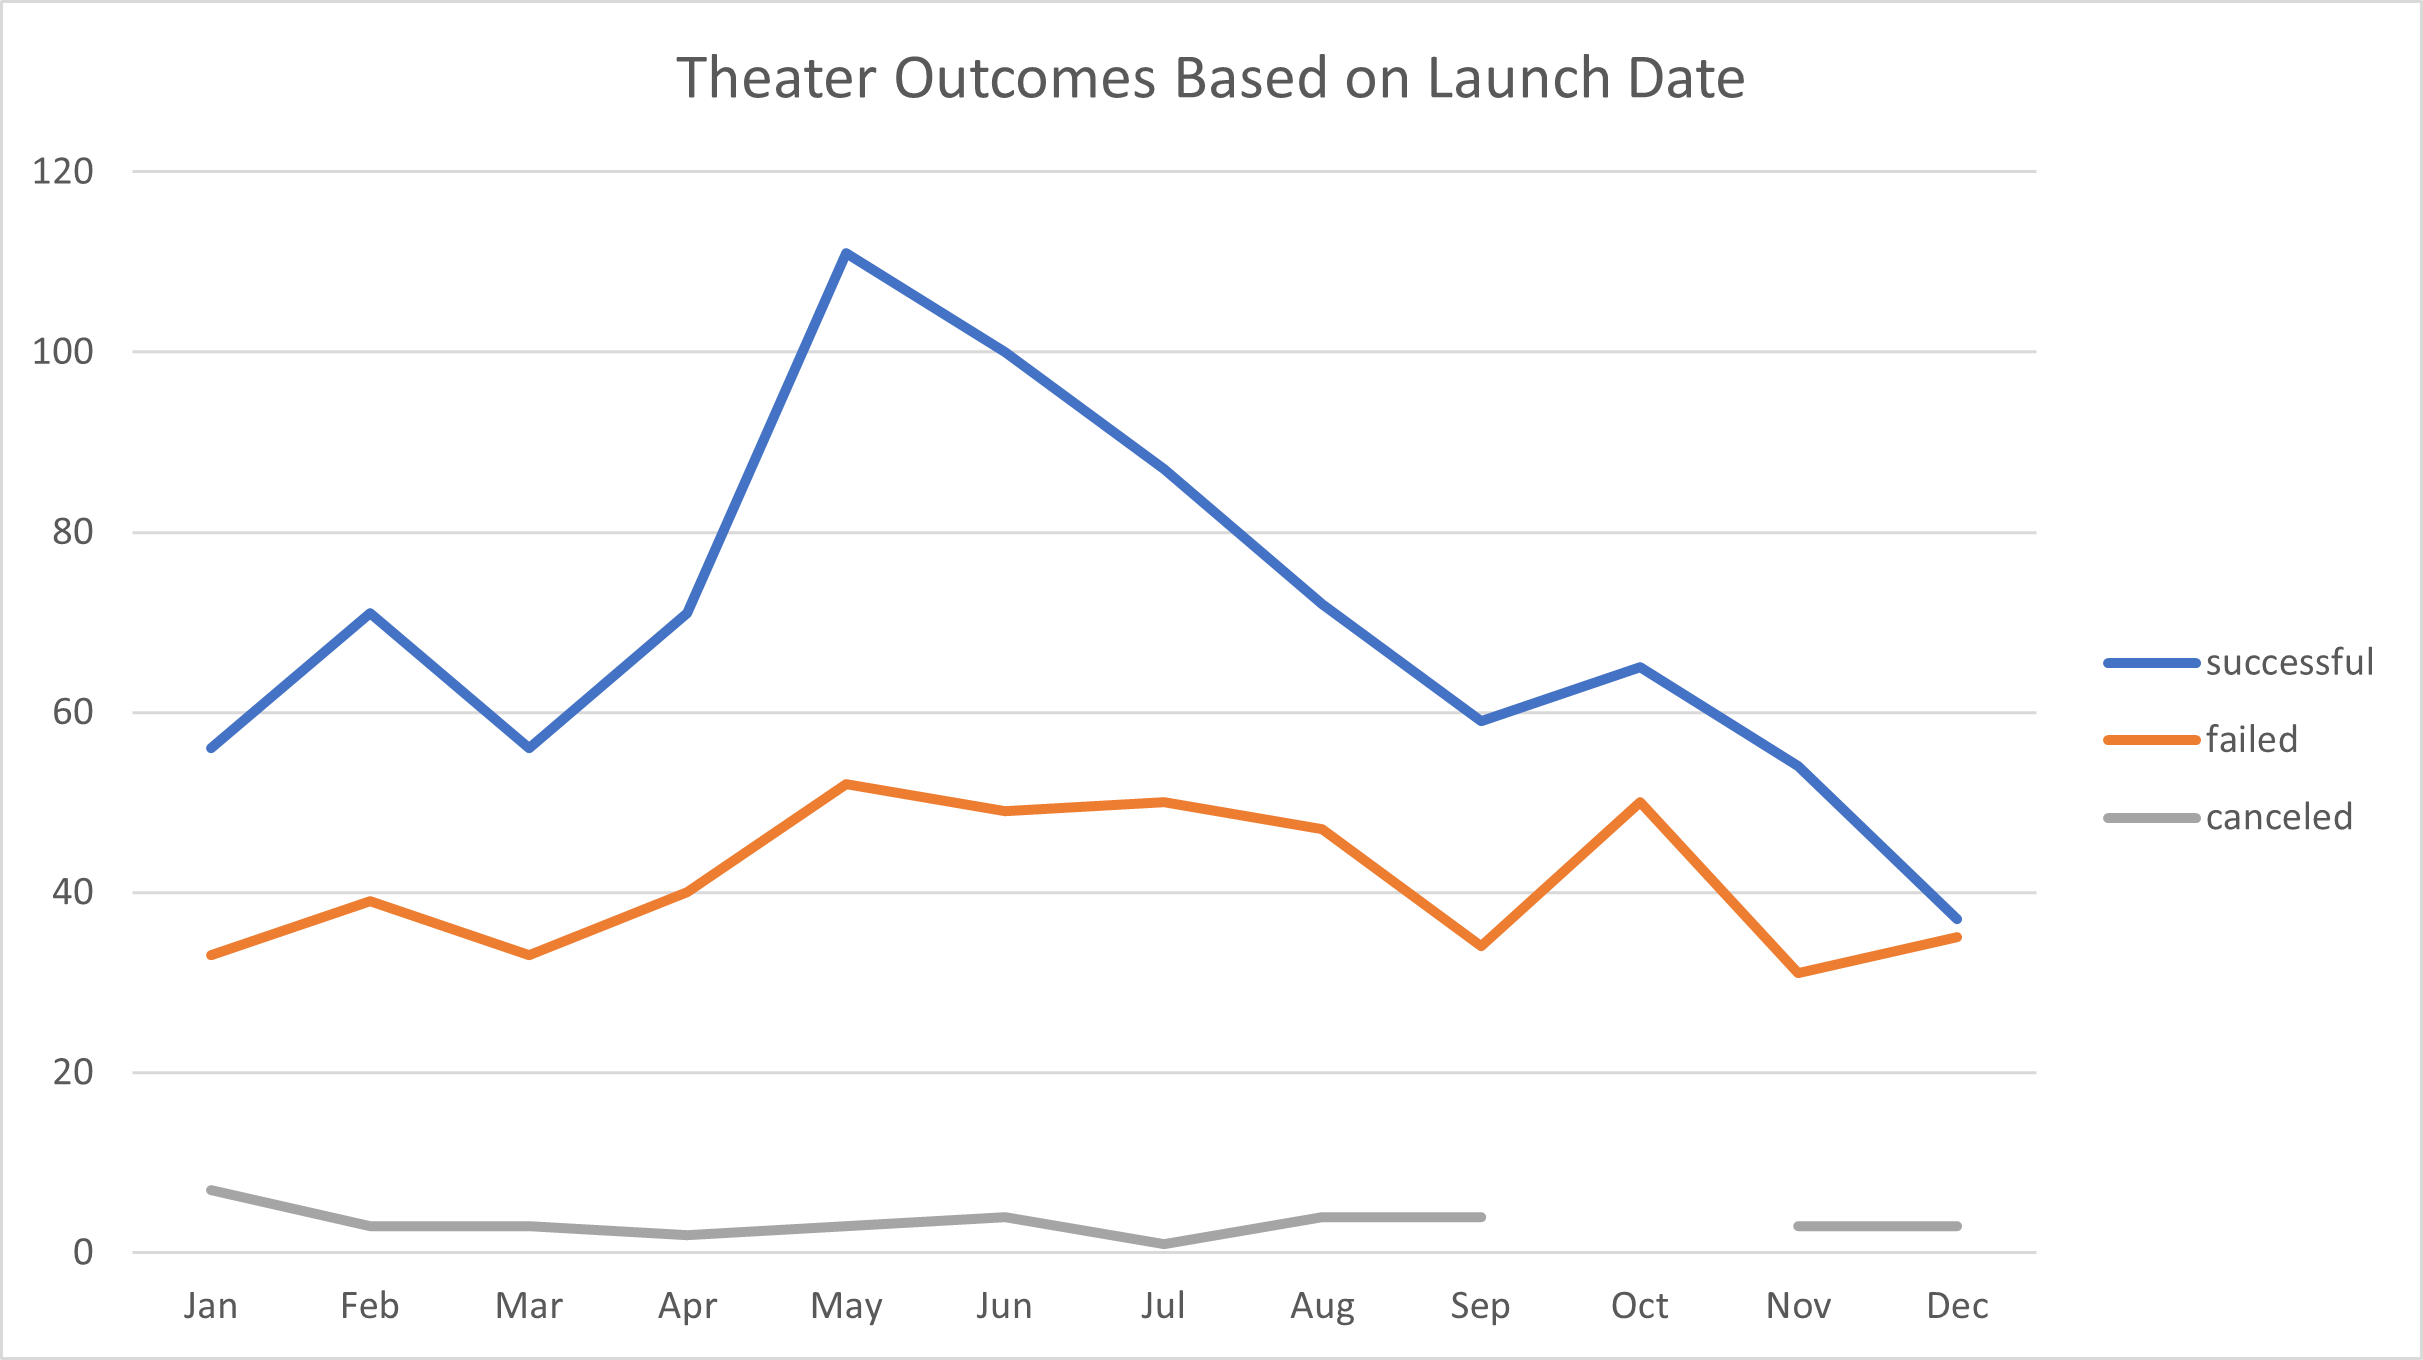 Theater Outcomes Based on Launch Date
120
100
80
60
40
20
0
Jan Feb Mar Apr May Jun Jul Aug Sep Oct Nov Dec
successful
failed
canceled